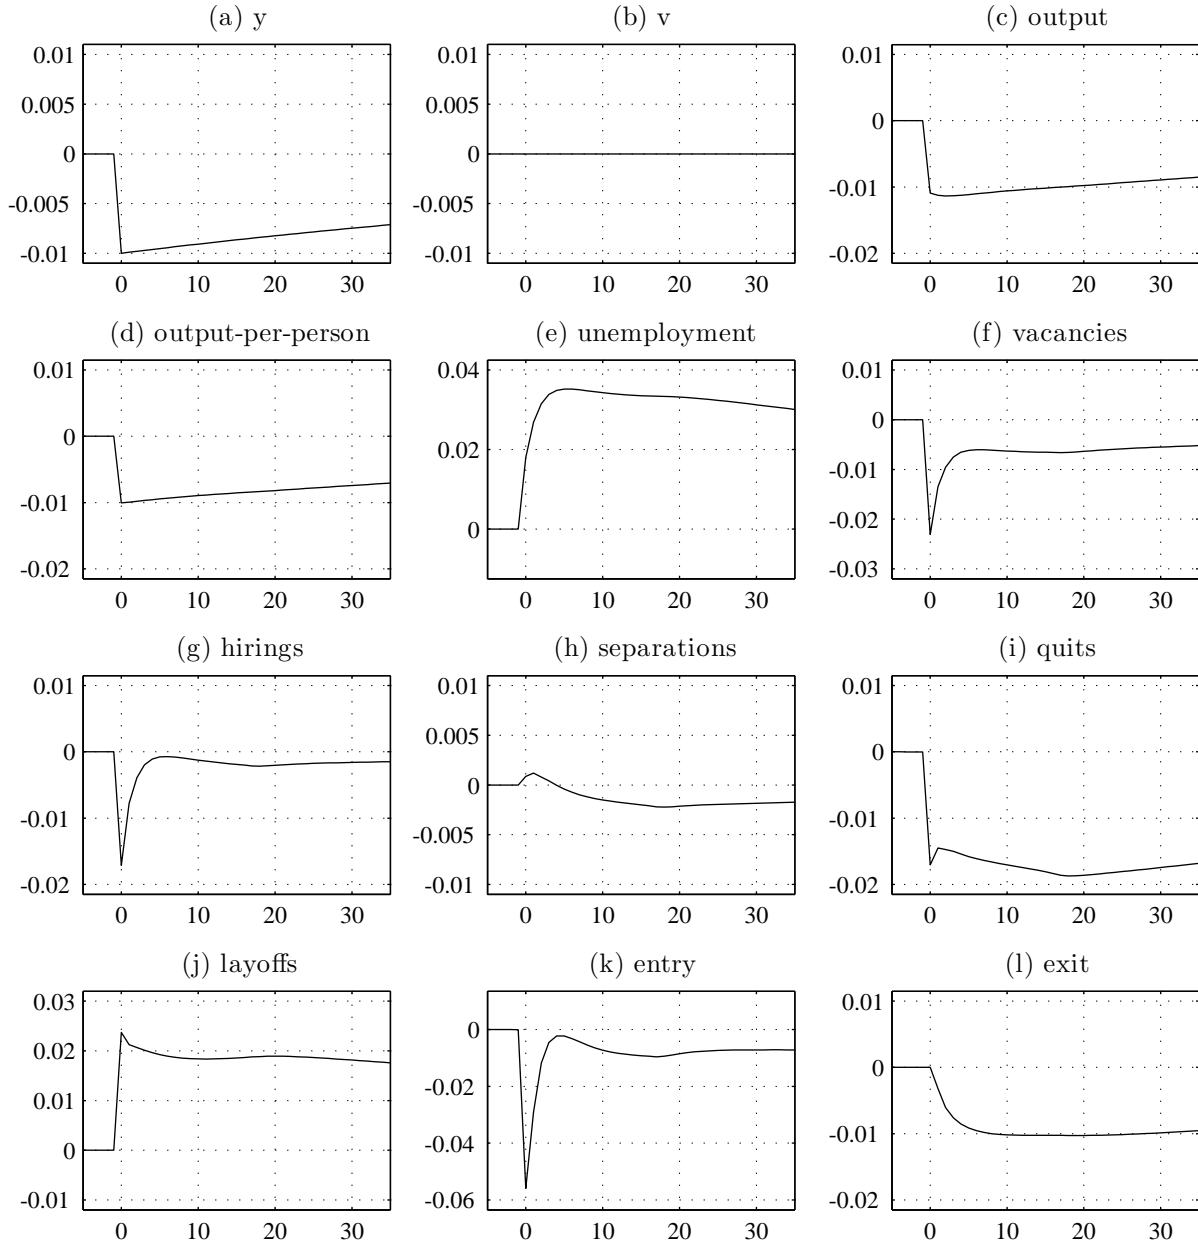 (a) y (b) v (c) output
0.01 0.01 0.01
0.005 0.005 0
0 0 -0.01
-0.005 -0.005 -0.02
-0.01 -0.01
0 10 20 30 0 10 20 30 0 10 20 30
(d) output-per-person (e) unemployment (f) vacancies
0.01 0.04 0.01
0 0.02 0
-0.01 0 -0.01
-0.02 -0.02
-0.03
0 10 20 30 0 10 20 30 0 10 20 30
(g) hirings (h) separations (i) quits
0.01 0.01 0.01
0 0.005 0
-0.01 0 -0.01
-0.02 -0.005 -0.02
-0.01
0 10 20 30 0 10 20 30 0 10 20 30
(j) layoffs (k) entry (l) exit
0.03 0 0.01
0.02 -0.02 0
0.01 -0.04 -0.01
0 -0.06 -0.02
-0.01
0 10 20 30 0 10 20 30 0 10 20 30